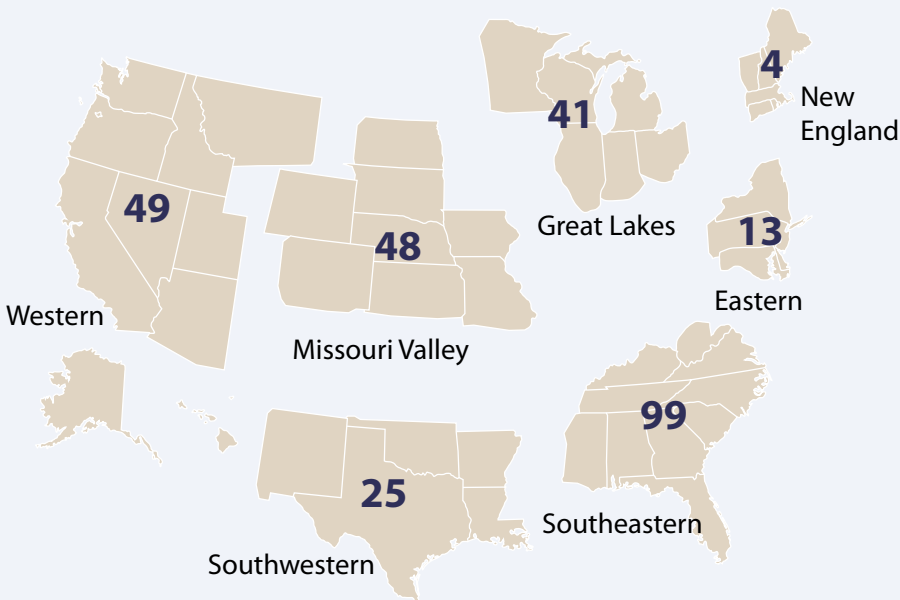 4
New
England
41
Great Lakes
49
Western
48
Missouri Valley
13
Eastern
99
Southeastern
25
Southwestern